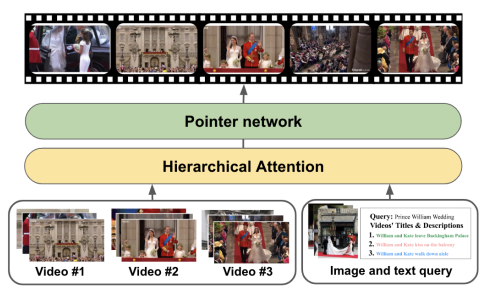 Pointer network
Hierarchical Attention
Video #1
Video #2
Video #3
Query: Prince William Wedding
Videos' Titles & Descriptions
1. William and Kate leave Buckingham Palace
2. William and Kate kiss on the balcony
3. William and Kate walk down aisle
Image and text query